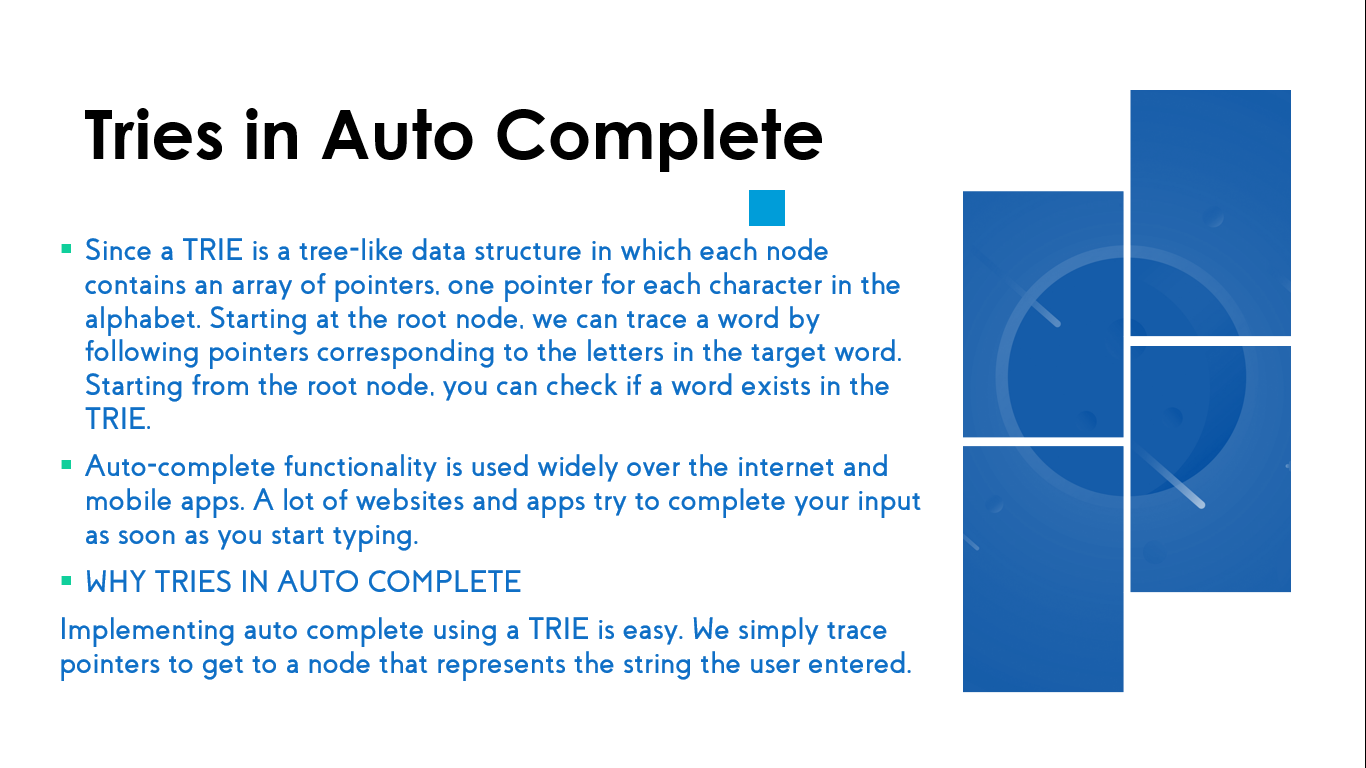 Tries in Auto Complete
Since a TRIE is a tree-like data structure in which each node
contains an array of pointers, one pointer for each character in the
alphabet. Starting at the root node, we can trace a word by
following pointers corresponding to the letters in the target word.
Starting from the root node, you can check if a word exists in the
TRIE.
Auto-complete functionality is used widely over the internet and
mobile apps. A lot of websites and apps try to complete your input
as soon as you start typing.
WHY TRIES IN AUTO COMPLETE
Implementing auto complete using a TRIE is easy. We simply trace
pointers to get to a node that represents the string the user entered.